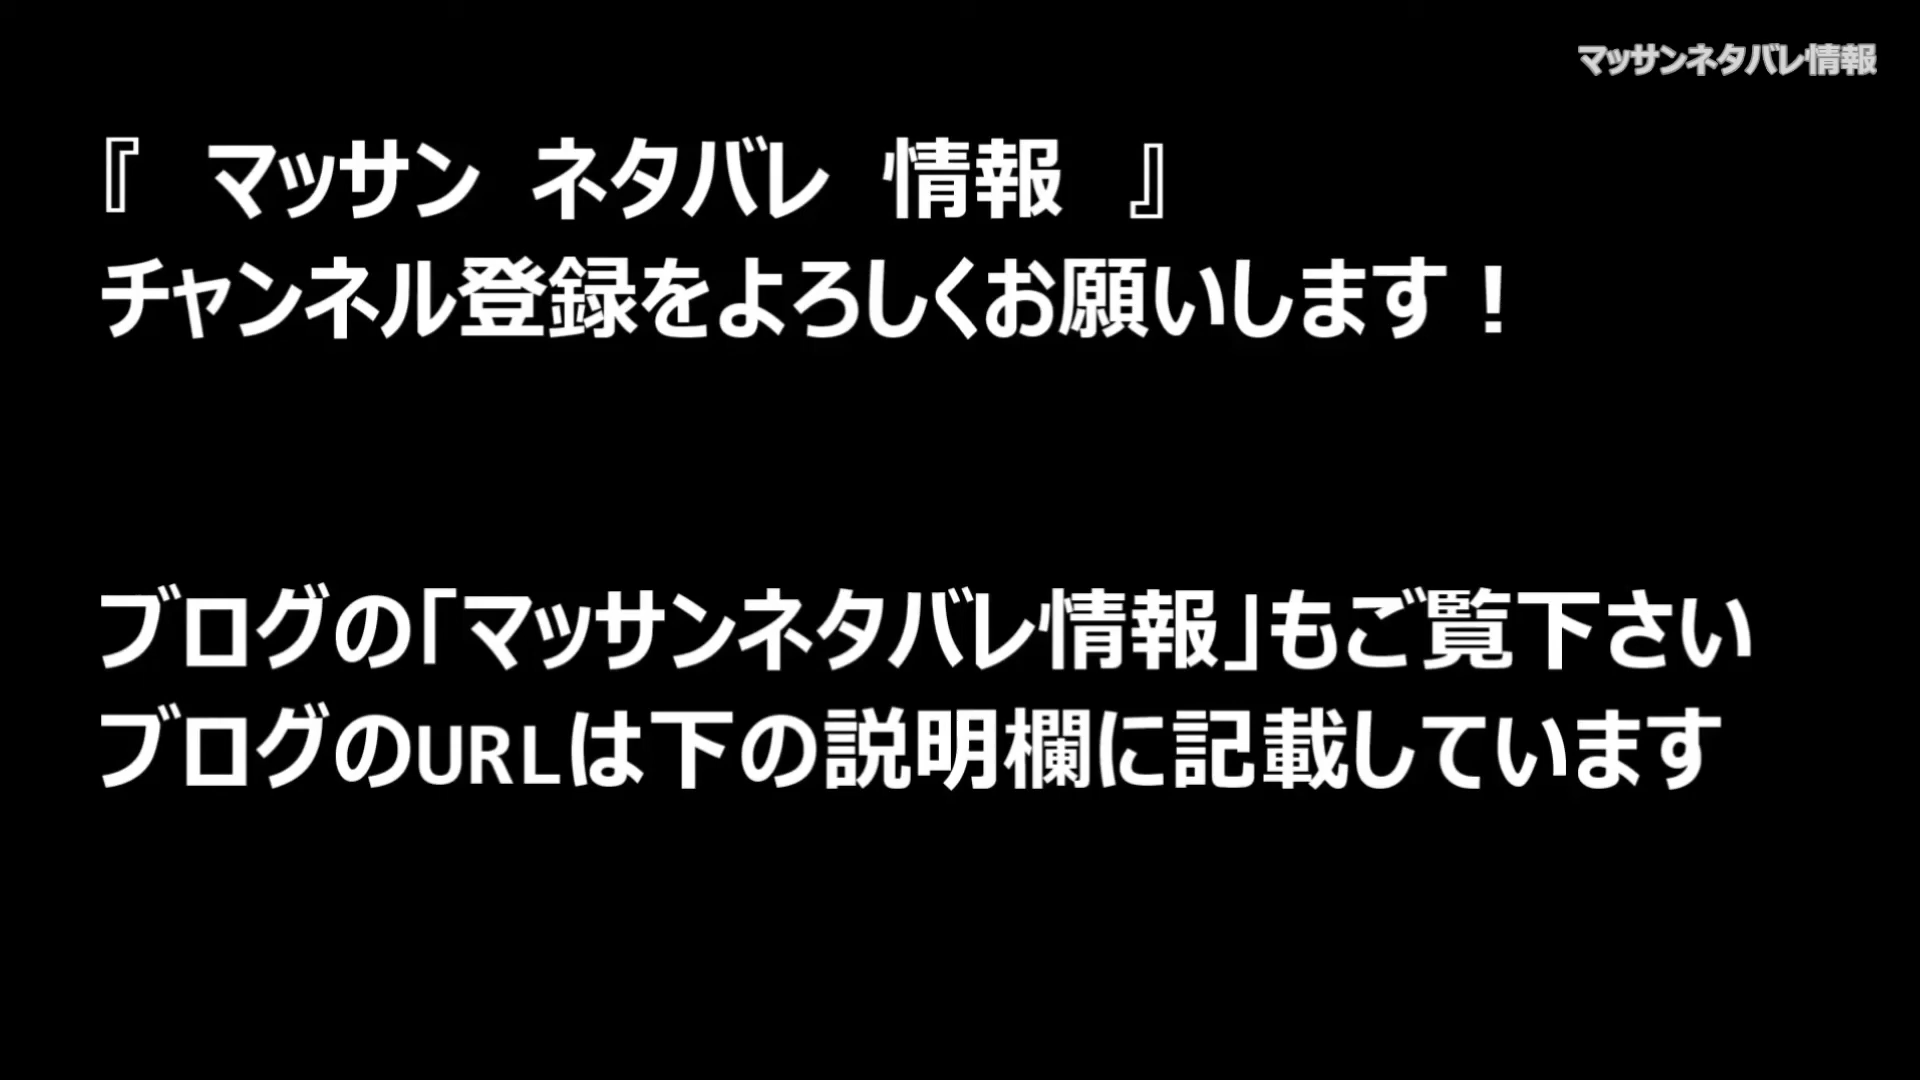 マッサンネタバレ情報
『　マッサン　ネタバレ　情報　』
チャンネル登録をよろしくお願いします！
ブログの「マッサンネタバレ情報」もご覧下さい
ブログのURLは下の説明欄に記載しています